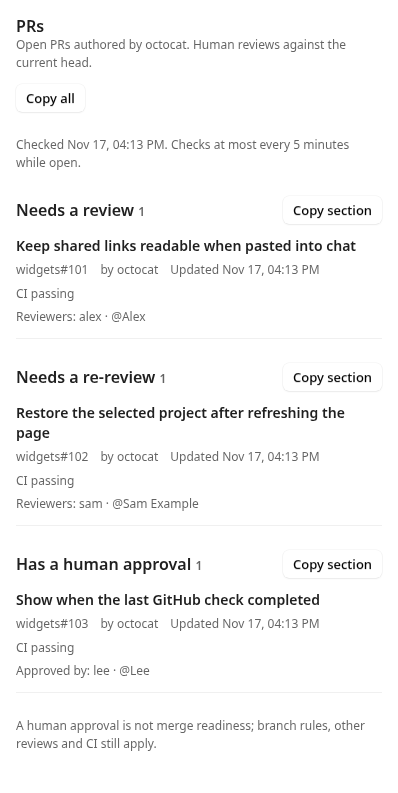 PRs
Open PRs authored by octocat. Human reviews against the
current head.
Copy all
Checked Nov 17, 04:13 PM. Checks at most every 5 minutes
while open.
Needs a review 1
Copy section
Keep shared links readable when pasted into chat
widgets#101 by octocat Updated Nov 17, 04:13 PM
CI passing
Reviewers: alex · @Alex
Needs a re-review 1
Copy section
Restore the selected project after refreshing the
page
widgets#102 by octocat Updated Nov 17, 04:13 PM
CI passing
Reviewers: sam · @Sam Example
Has a human approval 1
Copy section
Show when the last GitHub check completed
widgets#103 by octocat Updated Nov 17, 04:13 PM
CI passing
Approved by: lee · @Lee
A human approval is not merge readiness; branch rules, other
reviews and CI still apply.